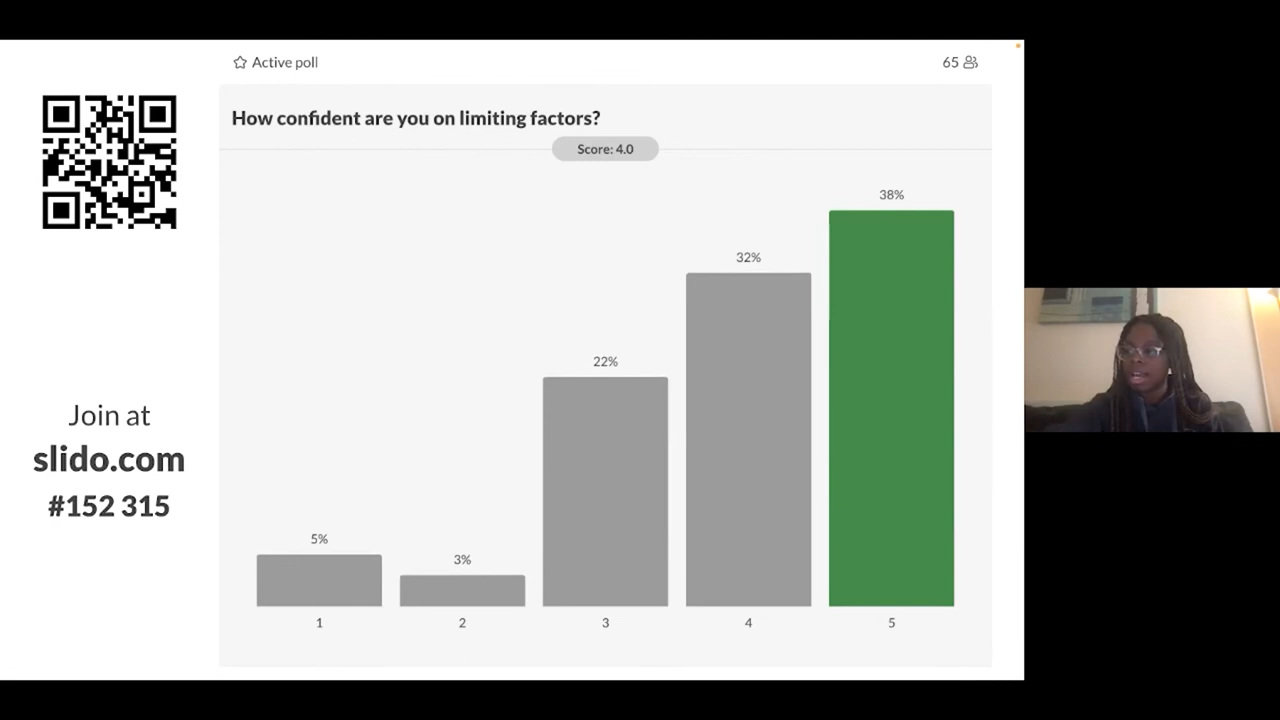 Active poll
65
How confident are you on limiting factors?
Score: 4.0
38%
32%
22%
5%
3%
1
2
3
4
5
Join at
slido.com
#152 315